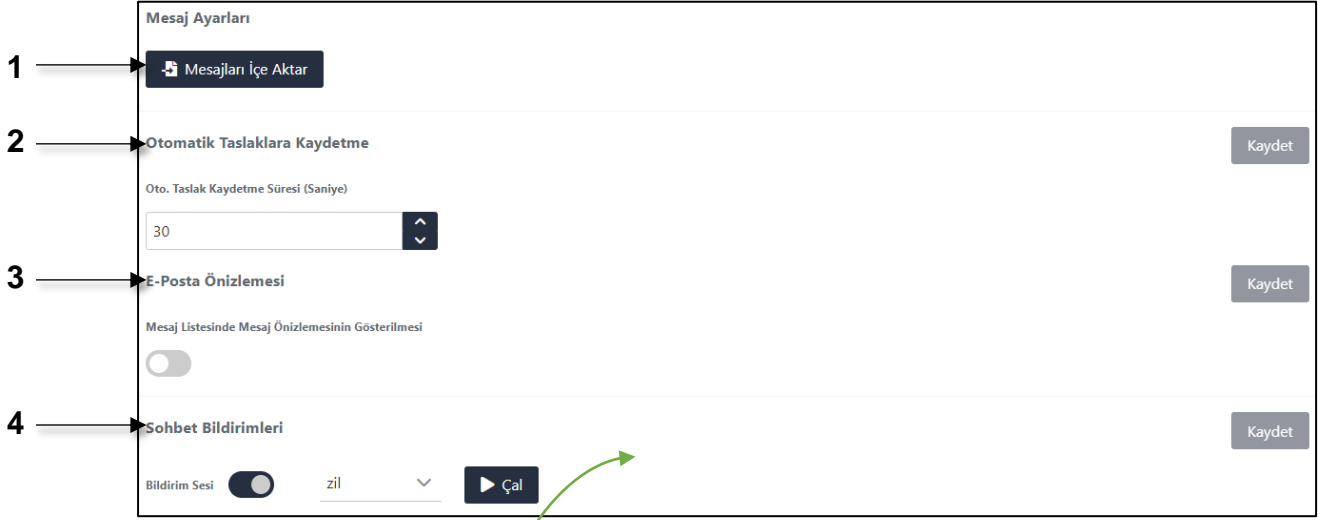 Mesaj Ayarları
1
Mesajları İçe Aktar
2
Otomatik Taslaklara Kaydetme
Kaydet
Oto. Taslak Kaydetme Süresi (Saniye)
30
3
E-Posta Önizlemesi
Kaydet
Mesaj Listesinde Mesaj Önizlemesinin Gösterilmesi
4
Sohbet Bildirimleri
Kaydet
Bildirim Sesi zil Çal